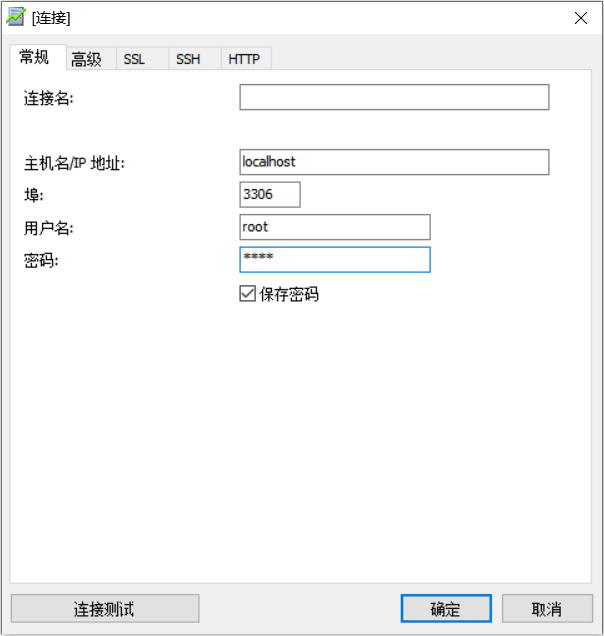 [连接]
常规 高级 SSL SSH HTTP
连接名:
主机名/IP 地址: localhost
埠: 3306
用户名: root
密码: ****
保存密码
连接测试 确定 取消